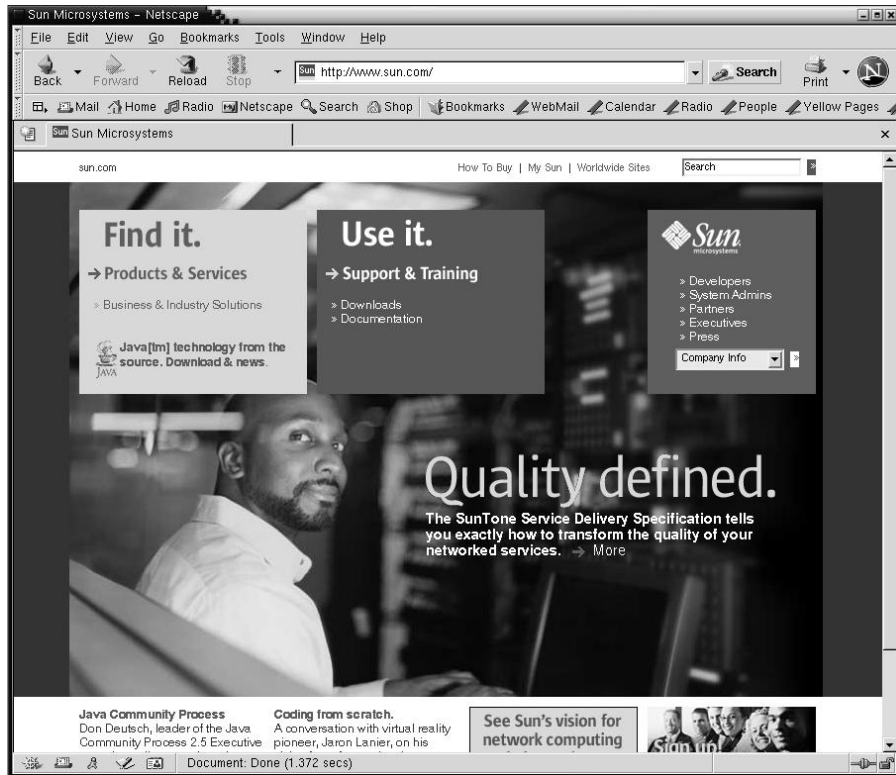 Sun Microsystems – Netscape
File Edit View Go Bookmarks Tools Window Help
Back Forward Reload Stop Sun http://www.sun.com/ Search Print N
Mail Home Radio Netscape Search Shop Bookmarks WebMail Calendar Radio People Yellow Pages
Sun Sun Microsystems
sun.com How To Buy | My Sun | Worldwide Sites Search »
Find it.
→ Products & Services
» Business & Industry Solutions
JAVA
Java[tm] technology from the
source. Download & news.
Use it.
→ Support & Training
» Downloads
» Documentation
Sun
microsystems
» Developers
» System Admins
» Partners
» Executives
» Press
Company Info »
Quality defined.
The SunTone Service Delivery Specification tells
you exactly how to transform the quality of your
networked services. → More
Java Community Process
Don Deutsch, leader of the Java
Community Process 2.5 Executive
Coding from scratch.
A conversation with virtual reality
pioneer, Jaron Lanier, on his
See Sun's vision for
network computing
Sign up!
Document: Done (1.372 secs)